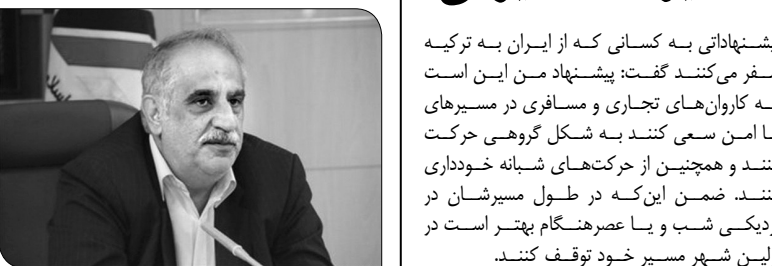 پیشنهاداتی به کسانی که از ایران به ترکیه
سفر می‌کنند گفت: پیشنهاد من این است
که کاروان‌های تجاری و مسافری در مسیرهای
نا امن سعی کنند به شکل گروهی حرکت
کنند و همچنین از حرکت‌های شبانه خودداری
کنند. ضمن این‌که در طول مسیرشان در
نزدیکی شب و یا عصرهنگام بهتر است در
اولین شهر مسیر خود توقف کنند.